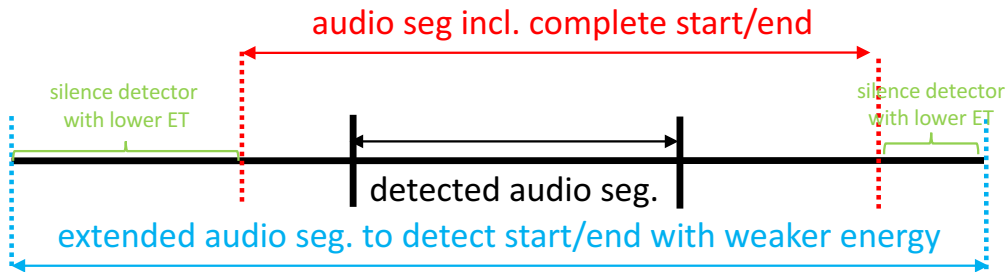 audio seg incl. complete start/end
silence detector
with lower ET
silence detector
with lower ET
detected audio seg.
extended audio seg. to detect start/end with weaker energy